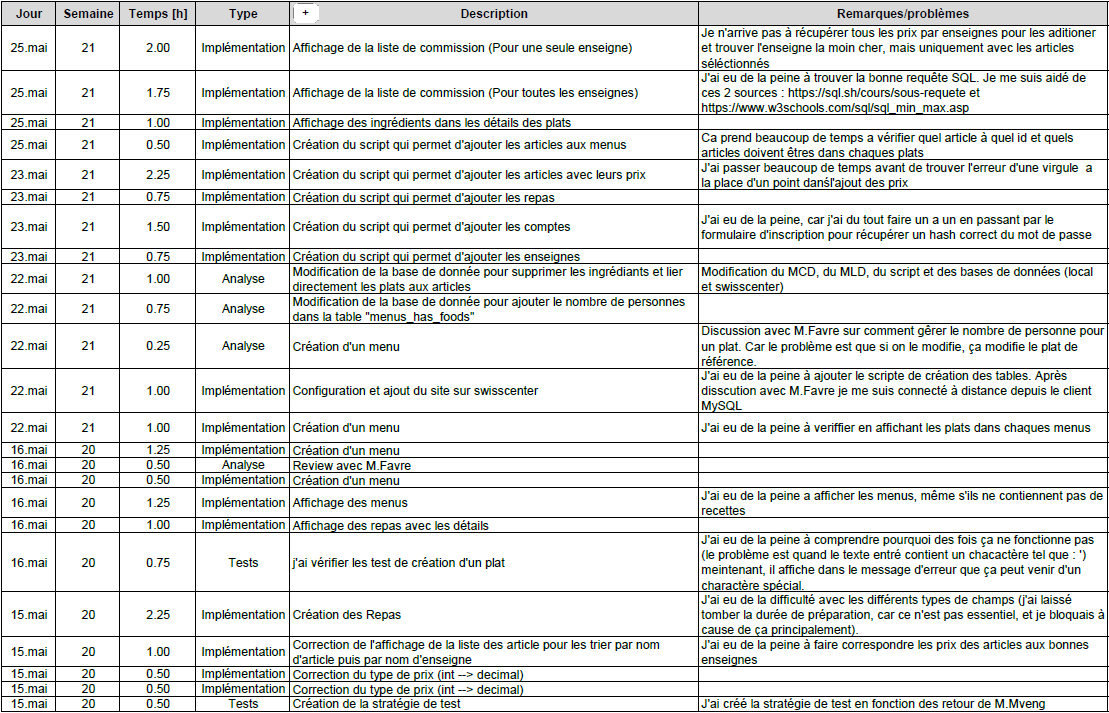 Jour Semaine Temps [h] Type + Description Remarques/problèmes
25.mai 21 2.00 Implémentation Affichage de la liste de commission (Pour une seule enseigne) Je n'arrive pas à récupérer tous les prix par enseignes pour les aditioner
et trouver l'enseigne la moin cher, mais uniquement avec les articles
séléctionnés
25.mai 21 1.75 Implémentation Affichage de la liste de commission (Pour toutes les enseignes) J'ai eu de la peine à trouver la bonne requête SQL. Je me suis aidé de
ces 2 sources : https://sql.sh/cours/sous-requete et
https://www.w3schools.com/sql/sql_min_max.asp
25.mai 21 1.00 Implémentation Affichage des ingrédients dans les détails des plats
25.mai 21 0.50 Implémentation Création du script qui permet d'ajouter les articles aux menus Ca prend beaucoup de temps a vérifier quel article à quel id et quels
articles doivent êtres dans chaques plats
23.mai 21 2.25 Implémentation Création du script qui permet d'ajouter les articles avec leurs prix J'ai passer beaucoup de temps avant de trouver l'erreur d'une virgule a
la place d'un point dans l'ajout des prix
23.mai 21 0.75 Implémentation Création du script qui permet d'ajouter les repas
23.mai 21 1.50 Implémentation Création du script qui permet d'ajouter les comptes J'ai eu de la peine, car j'ai du tout faire un a un en passant par le
formulaire d'inscription pour récupérer un hash correct du mot de passe
23.mai 21 0.75 Implémentation Création du script qui permet d'ajouter les enseignes
22.mai 21 1.00 Analyse Modification de la base de donnée pour supprimer les ingrédiants et lier
directement les plats aux articles Modification du MCD, du MLD, du script et des bases de données (local
et swisscenter)
22.mai 21 0.75 Analyse Modification de la base de donnée pour ajouter le nombre de personnes
dans la table "menus_has_foods"
22.mai 21 0.25 Analyse Création d'un menu Discussion avec M.Favre sur comment gêrer le nombre de personne pour
un plat. Car le problème est que si on le modifie, ça modifie le plat de
référence.
22.mai 21 1.00 Implémentation Configuration et ajout du site sur swisscenter J'ai eu de la peine à ajouter le scripte de création des tables. Après
disscution avec M.Favre je me suis connecté à distance depuis le client
MySQL
22.mai 21 1.00 Implémentation Création d'un menu J'ai eu de la peine à veriffier en affichant les plats dans chaques menus
16.mai 20 1.25 Implémentation Création d'un menu
16.mai 20 0.50 Analyse Review avec M.Favre
16.mai 20 0.50 Implémentation Création d'un menu
16.mai 20 1.25 Implémentation Affichage des menus J'ai eu de la peine a afficher les menus, même s'ils ne contiennent pas de
recettes
16.mai 20 1.00 Implémentation Affichage des repas avec les détails
16.mai 20 0.75 Tests j'ai vérifier les test de création d'un plat J'ai eu de la peine à comprendre pourquoi des fois ça ne fonctionne pas
(le problème est quand le texte entré contient un chacactère tel que : ')
meintenant, il affiche dans le message d'erreur que ça peut venir d'un
charactère spécial.
15.mai 20 2.25 Implémentation Création des Repas J'ai eu de la difficulté avec les différents types de champs (j'ai laissé
tomber la durée de préparation, car ce n'est pas essentiel, et je bloquais à
cause de ça principalement).
15.mai 20 1.00 Implémentation Correction de l'affichage de la liste des article pour les trier par nom
d'article puis par nom d'enseigne J'ai eu de la peine à faire correspondre les prix des articles aux bonnes
enseignes
15.mai 20 0.50 Implémentation Correction du type de prix (int --> decimal)
15.mai 20 0.50 Implémentation Correction du type de prix (int --> decimal)
15.mai 20 0.50 Tests Création de la stratégie de test J'ai créé la stratégie de test en fonction des retour de M.Mveng